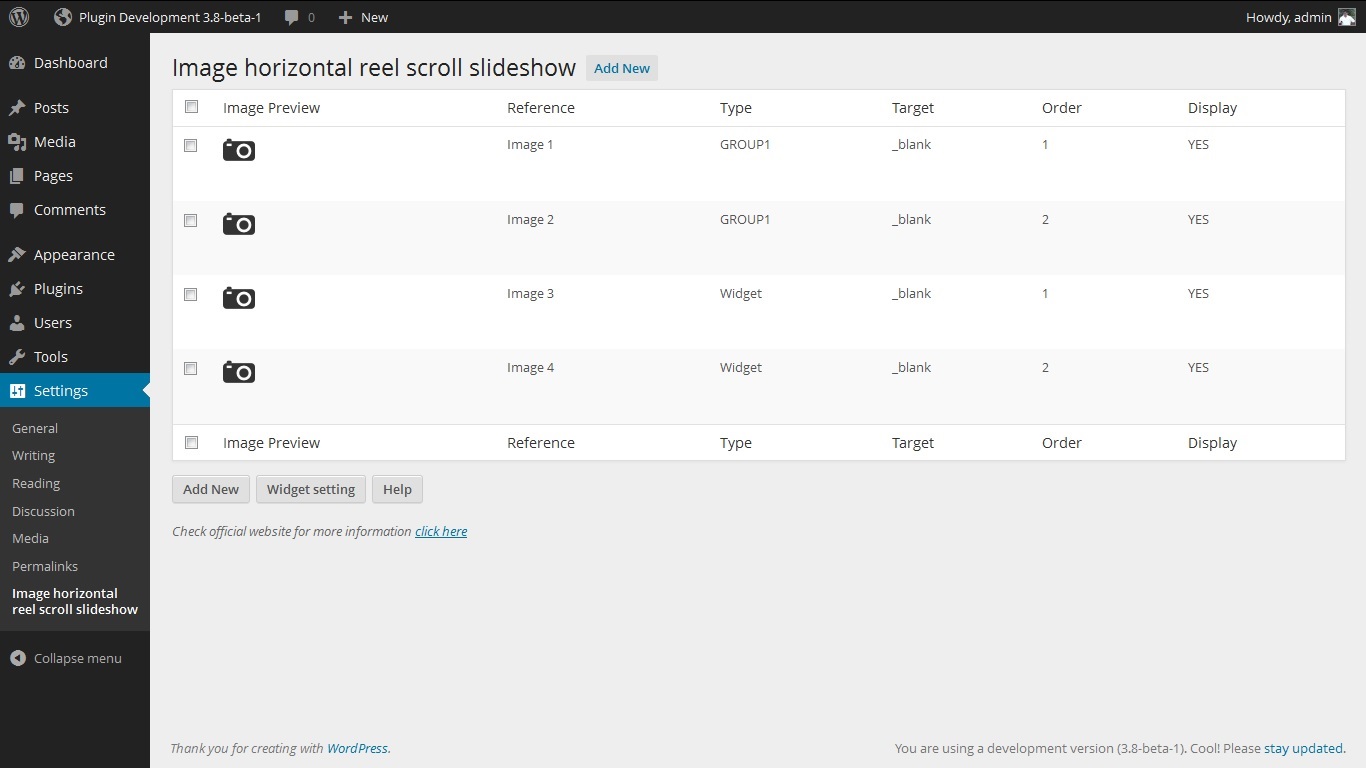 Plugin Development 3.8-beta-1 0 New Howdy, admin
Dashboard
Posts
Media
Pages
Comments
Appearance
Plugins
Users
Tools
Settings
General
Writing
Reading
Discussion
Media
Permalinks
Image horizontal
reel scroll slideshow
Collapse menu
Image horizontal reel scroll slideshow Add New
Image Preview Reference Type Target Order Display
Image 1 GROUP1 _blank 1 YES
Image 2 GROUP1 _blank 2 YES
Image 3 Widget _blank 1 YES
Image 4 Widget _blank 2 YES
Image Preview Reference Type Target Order Display
Add New Widget setting Help
Check official website for more information click here
Thank you for creating with WordPress. You are using a development version (3.8-beta-1). Cool! Please stay updated.